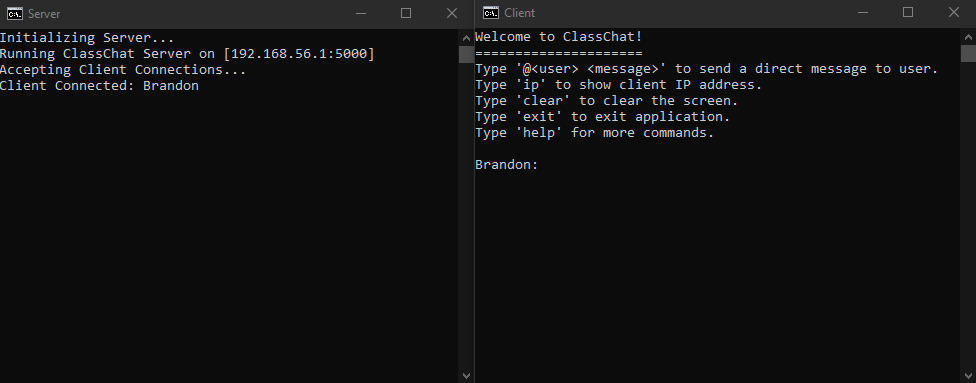 Server
Initializing Server...
Running ClassChat Server on [192.168.56.1:5000]
Accepting Client Connections...
Client Connected: Brandon
Client
Welcome to ClassChat!
=====================
Type '@<user> <message>' to send a direct message to user.
Type 'ip' to show client IP address.
Type 'clear' to clear the screen.
Type 'exit' to exit application.
Type 'help' for more commands.
Brandon: